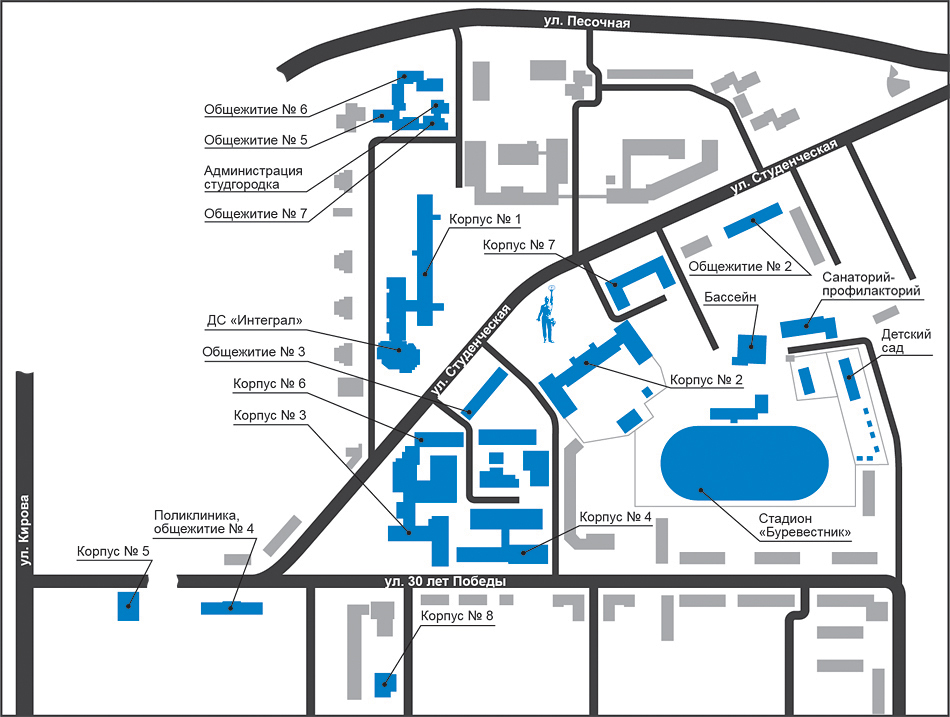 ул. Песочная
Общежитие № 6
Общежитие № 5
Администрация
студгородка
Общежитие № 7
ул. Студенческая
Корпус № 1
Корпус № 7
Общежитие № 2
Санаторий-
профилакторий
Бассейн
Детский
сад
ДС «Интеграл»
ул. Студенческая
Общежитие № 3
Корпус № 6
Корпус № 2
Корпус № 3
Поликлиника,
общежитие № 4
Корпус № 4
Стадион
«Буревестник»
ул. Кирова
Корпус № 5
ул. 30 лет Победы
Корпус № 8